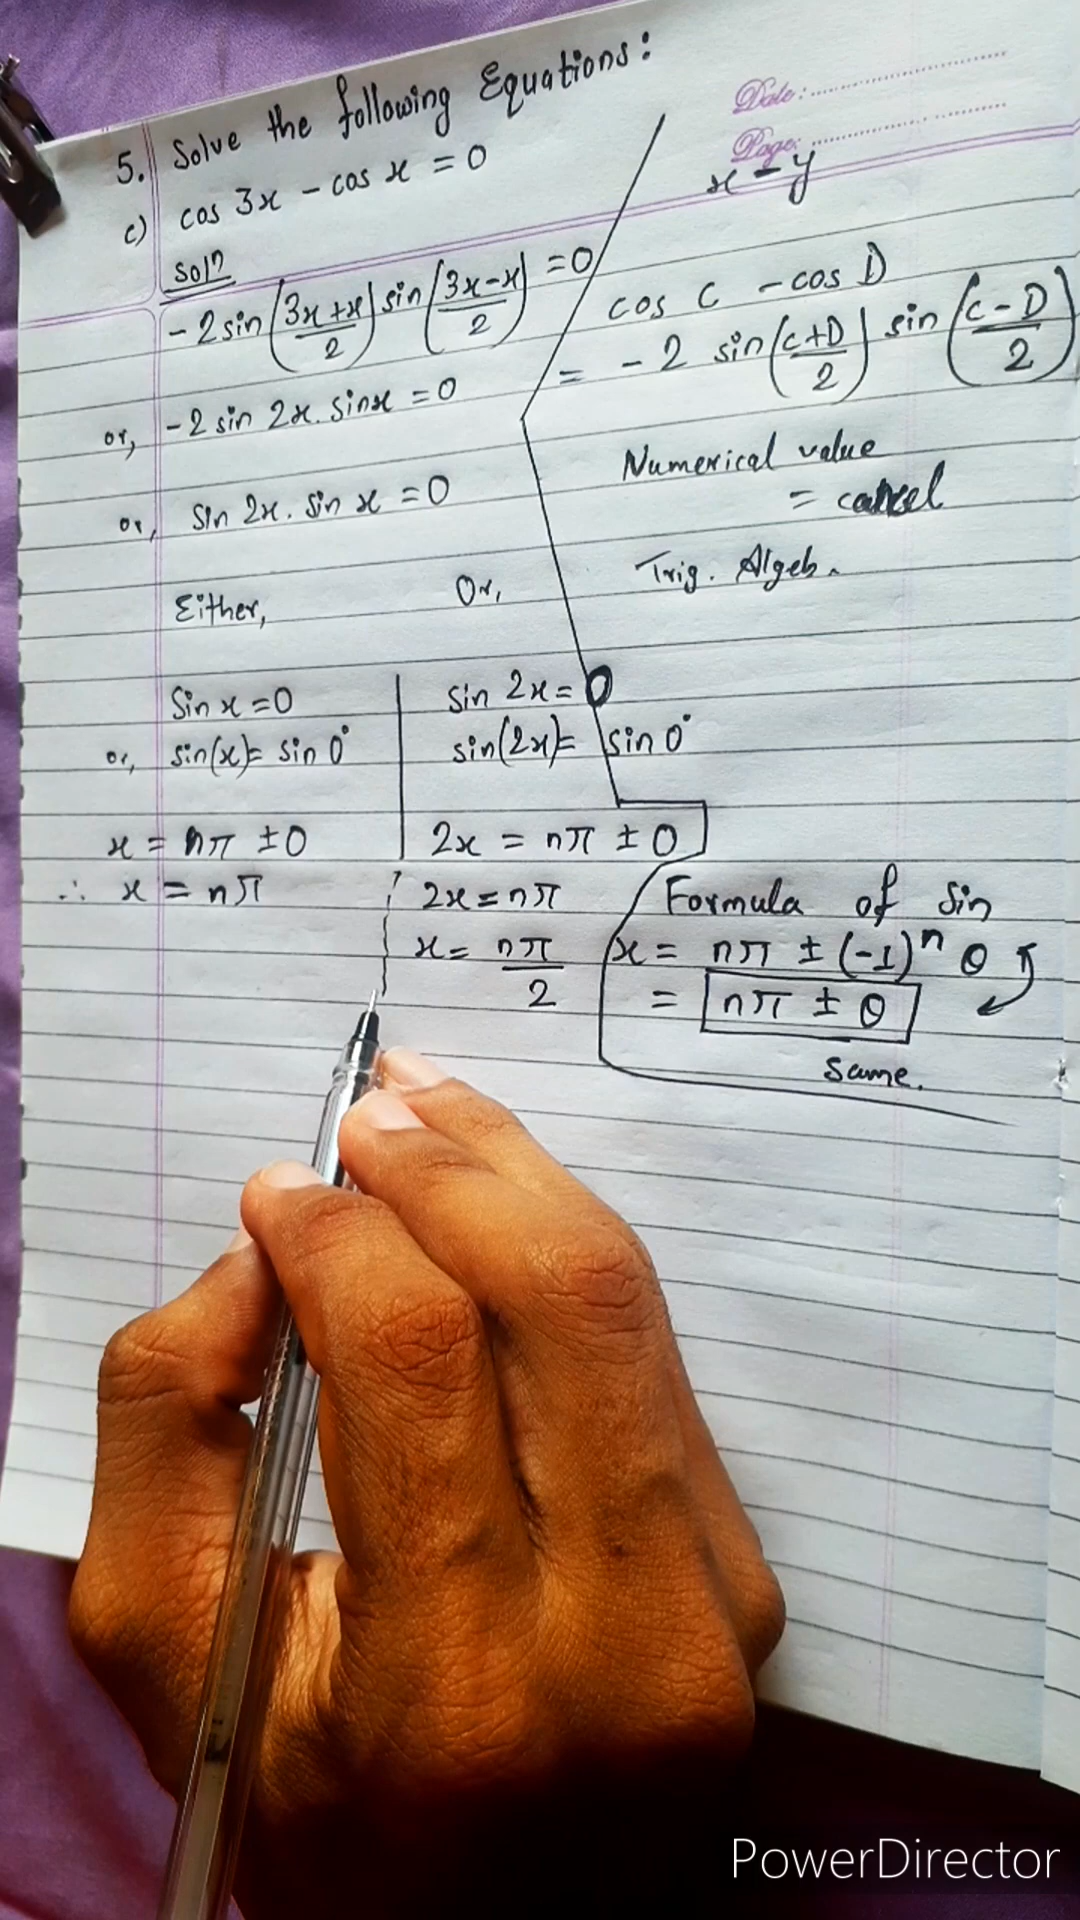 Date:
Page:
5. Solve the following Equations:
c) cos 3x - cos x = 0
Sol?
-2 sin (3x+x/2) sin (3x-x/2) = 0
or, -2 sin 2x. sinx = 0
or, sin 2x. sin x = 0
Either,
Or,
Sin x = 0
or, sin(x) = sin 0°
x = nπ ± 0
∴ x = nπ
sin 2x = 0
sin(2x) = sin 0°
2x = nπ ± 0
2x = nπ
x = nπ/2
x - y
cos C - cos D
= -2 sin (C+D/2) sin (C-D/2)
Numerical value
= cancel
Trig. Algeb.
Formula of Sin
x = nπ ± (-1)ⁿ θ
= nπ ± θ
Same.
PowerDirector